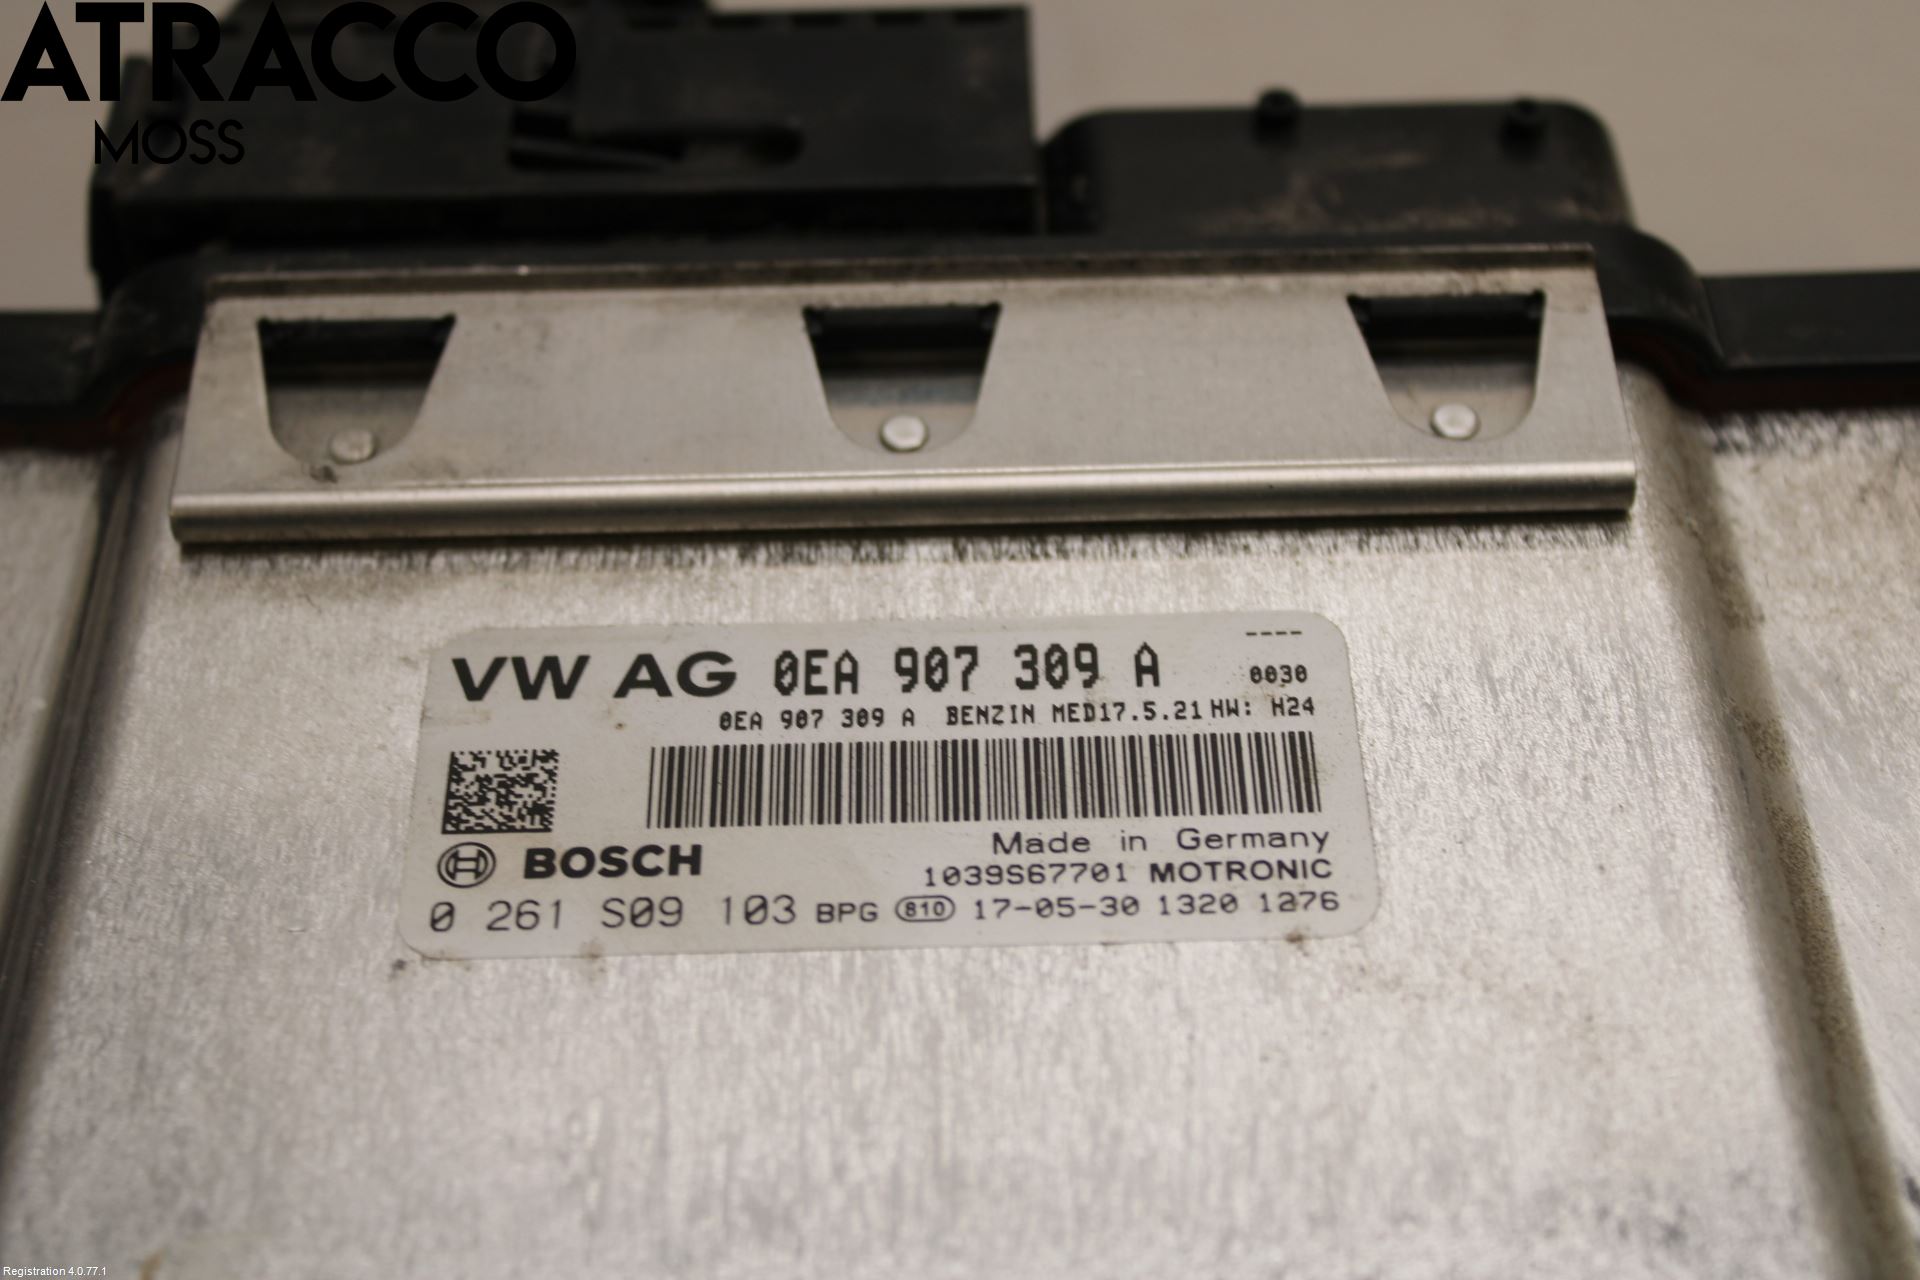 ATRACCO
MOSS
----
VW AG 0EA 907 309 A 0030
0EA 907 309 A BENZIN MED17.5.21 HW: H24
Made in Germany
BOSCH 1039S67701 MOTRONIC
0 261 S09 103 BPG 810 17-05-30 1320 1276
Registration 4.0.77.1